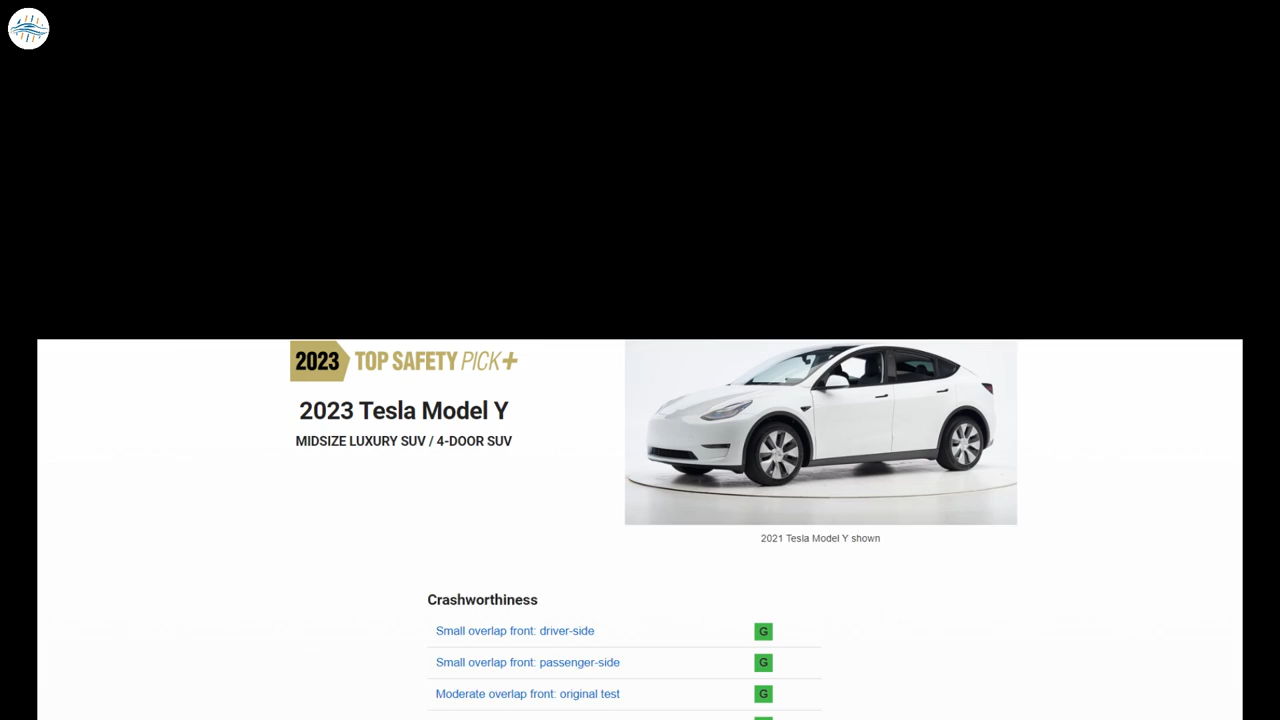 2023 TOP SAFETY PICK+
2023 Tesla Model Y
MIDSIZE LUXURY SUV / 4-DOOR SUV
2021 Tesla Model Y shown
Crashworthiness
Small overlap front: driver-side G
Small overlap front: passenger-side G
Moderate overlap front: original test G